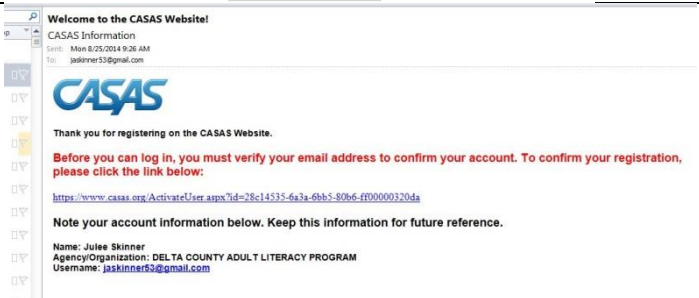 Welcome to the CASAS Website!
CASAS Information
Sent: Mon 8/25/2014 9:26 AM
To: jaskinner53@gmail.com
CASAS
Thank you for registering on the CASAS Website.
Before you can log in, you must verify your email address to confirm your account. To confirm your registration,
please click the link below:
https://www.casas.org/ActivateUser.aspx?id=28c14535-6a3a-6bb5-80b6-ff00000320da
Note your account information below. Keep this information for future reference.
Name: Julee Skinner
Agency/Organization: DELTA COUNTY ADULT LITERACY PROGRAM
Username: jaskinner53@gmail.com